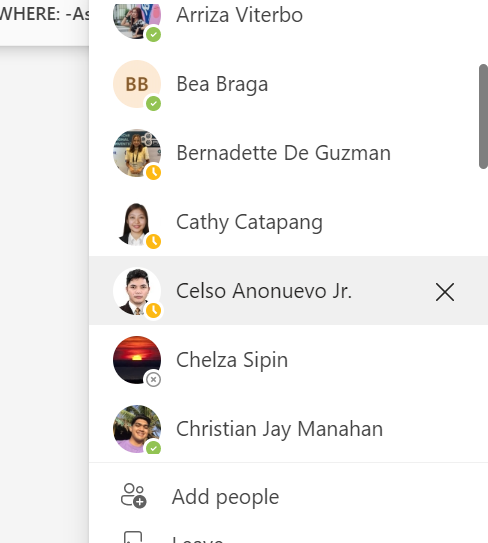 WHERE: -As
Arriza Viterbo
BB
Bea Braga
Bernadette De Guzman
Cathy Catapang
Celso Anonuevo Jr.
Chelza Sipin
Christian Jay Manahan
Add people
Leave